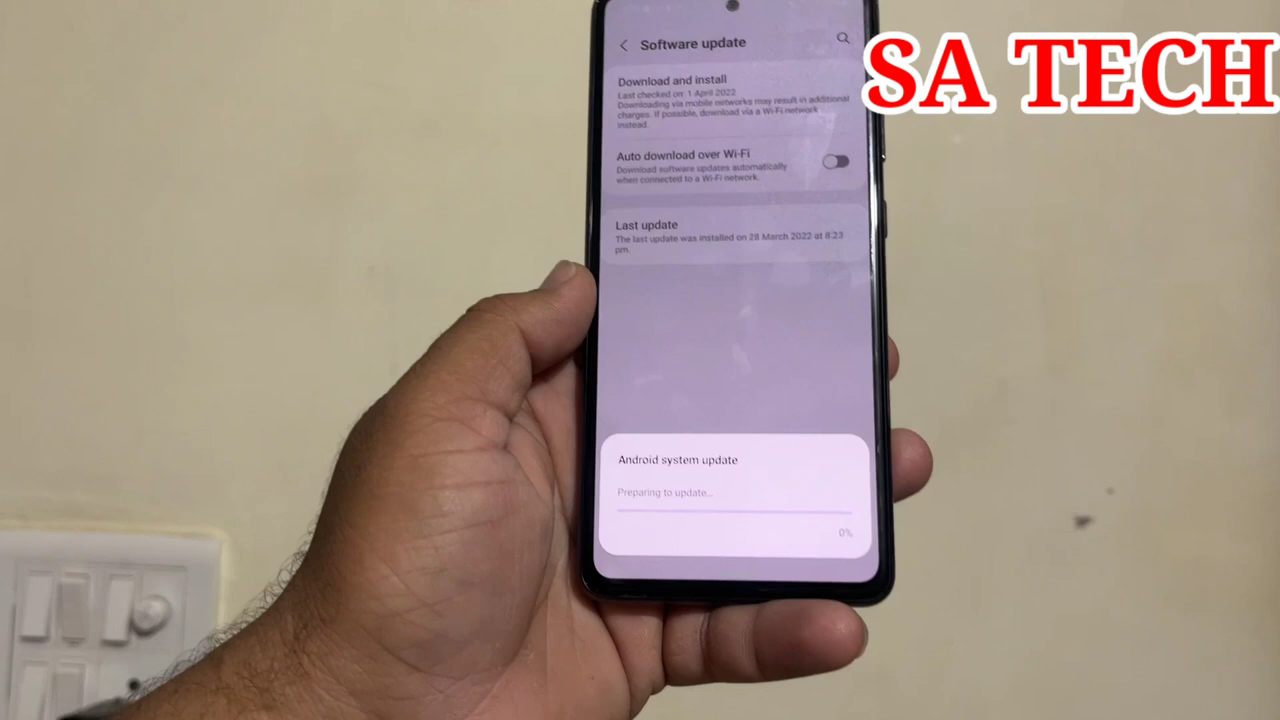 Software update
SA TECH
Download and install
Last checked on: 1 April 2022
Downloading via mobile networks may result in additional
charges. If possible, download via a Wi-Fi network
instead.
Auto download over Wi-Fi
Download software updates automatically
when connected to a Wi-Fi network.
Last update
The last update was installed on 28 March 2022 at 8:23
pm.
Android system update
Preparing to update...
0%